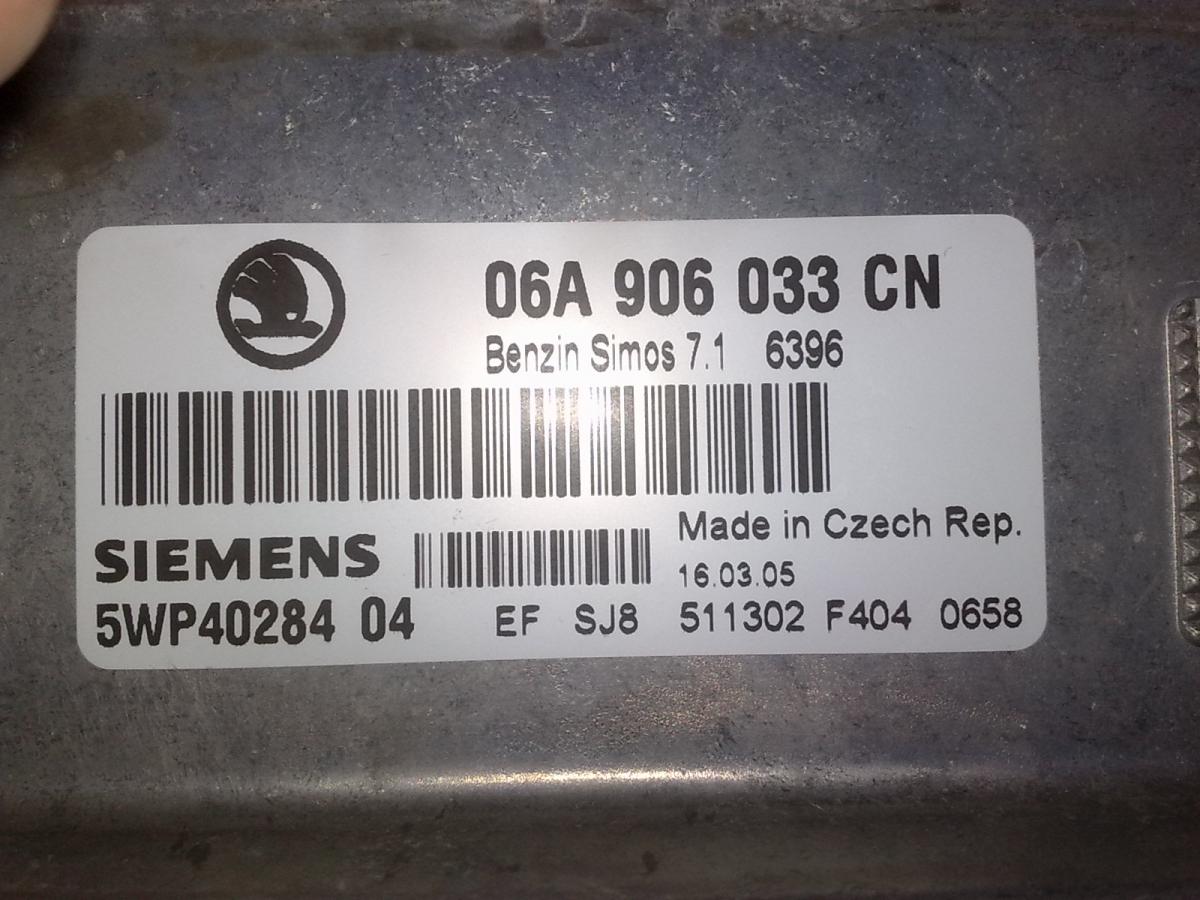 06A 906 033 CN
Benzin Simos 7.1 6396
Made in Czech Rep.
SIEMENS
16.03.05
5WP40284 04 EF SJ8 511302 F404 0658